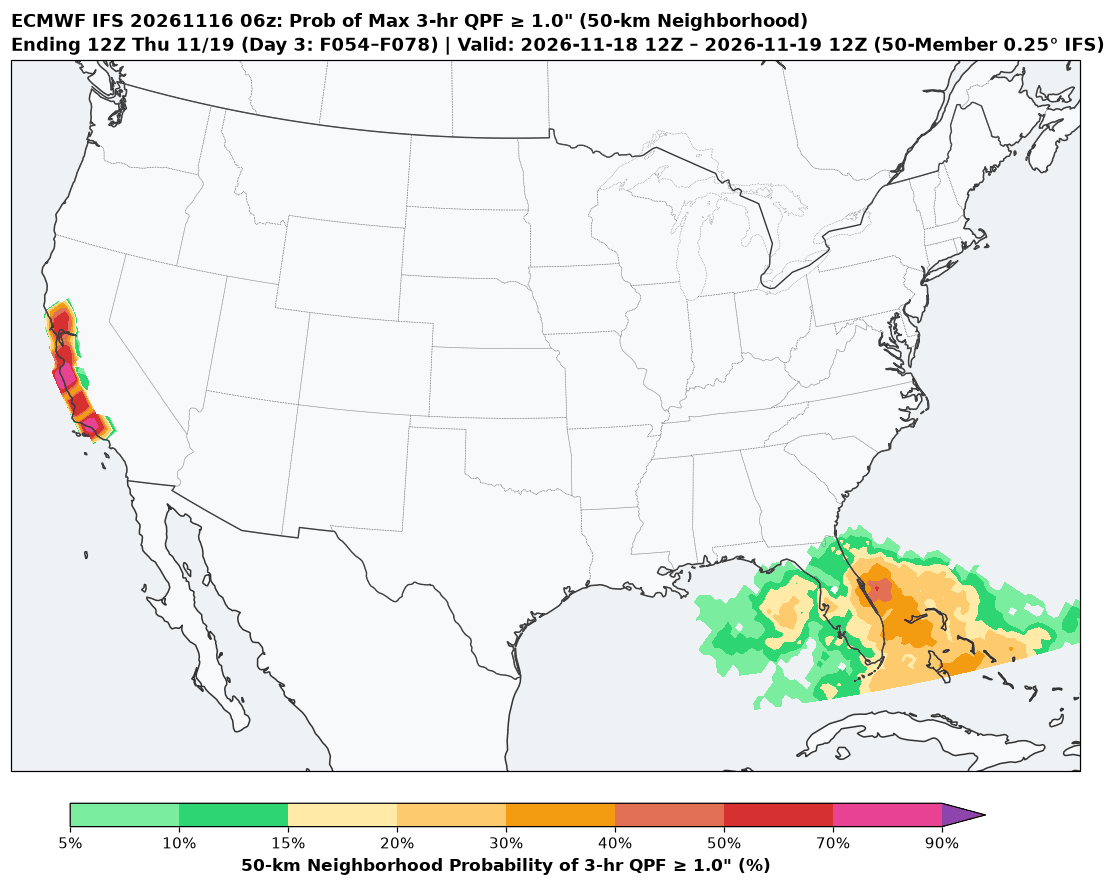 ECMWF IFS 20261116 06z: Prob of Max 3-hr QPF ≥ 1.0" (50-km Neighborhood)
Ending 12Z Thu 11/19 (Day 3: F054–F078) | Valid: 2026-11-18 12Z – 2026-11-19 12Z (50-Member 0.25° IFS)
5% 10% 15% 20% 30% 40% 50% 70% 90%
50-km Neighborhood Probability of 3-hr QPF ≥ 1.0" (%)